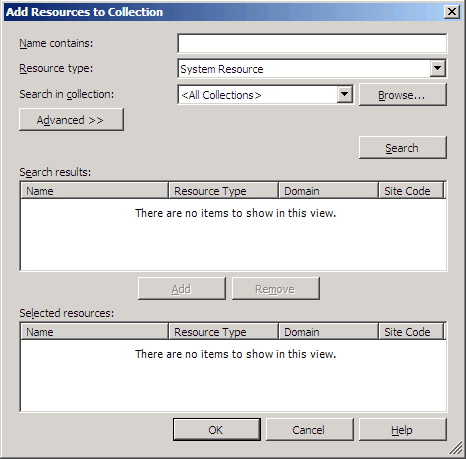 Add Resources to Collection
Name contains:
Resource type: System Resource
Search in collection: <All Collections> Browse...
Advanced >>
Search
Search results:
Name Resource Type Domain Site Code
There are no items to show in this view.
Add Remove
Selected resources:
Name Resource Type Domain Site Code
There are no items to show in this view.
OK Cancel Help